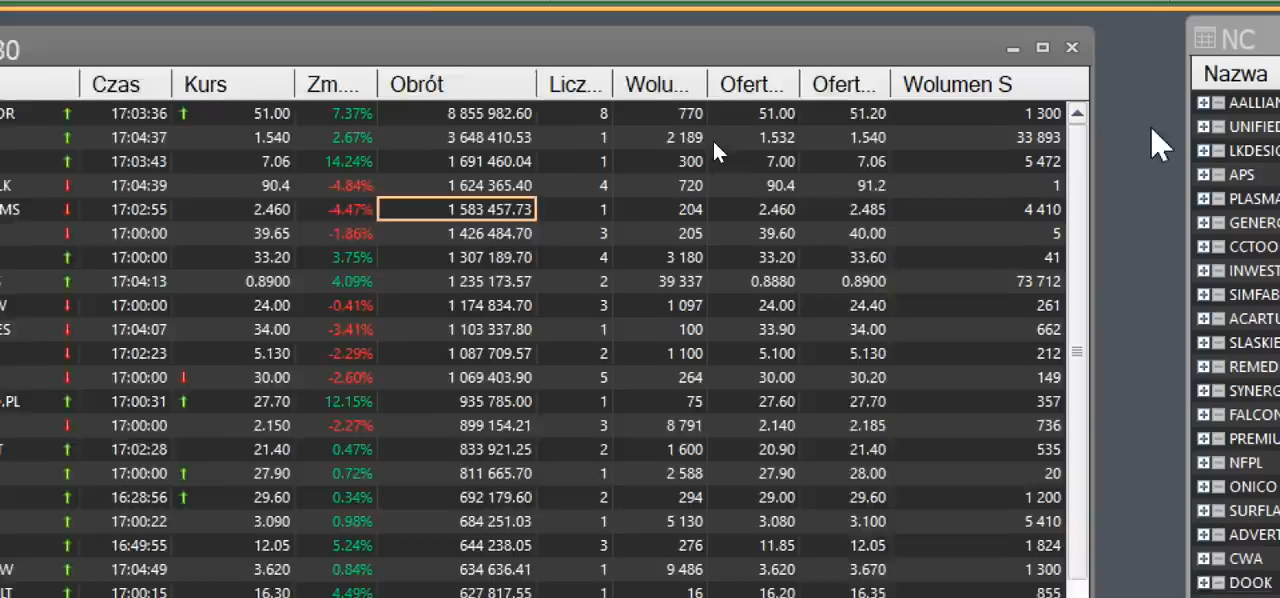 80
Czas Kurs Zm.... Obrót Licz... Wolu... Ofert... Ofert... Wolumen S
OR 17:03:36 51.00 7.37% 8 855 982.60 8 770 51.00 51.20 1 300
17:04:37 1.540 2.67% 3 648 410.53 1 2 189 1.532 1.540 33 893
17:03:43 7.06 14.24% 1 691 460.04 1 300 7.00 7.06 5 472
LK 17:04:39 90.4 -4.84% 1 624 365.40 4 720 90.4 91.2 1
MS 17:02:55 2.460 -4.47% 1 583 457.73 1 204 2.460 2.485 4 410
17:00:00 39.65 -1.86% 1 426 484.70 3 205 39.60 40.00 5
17:00:00 33.20 3.75% 1 307 189.70 4 3 180 33.20 33.60 41
17:04:13 0.8900 4.09% 1 235 173.57 2 39 337 0.8880 0.8900 73 712
W 17:00:00 24.00 -0.41% 1 174 834.70 3 1 097 24.00 24.40 261
ES 17:04:07 34.00 -3.41% 1 103 337.80 1 100 33.90 34.00 662
17:02:23 5.130 -2.29% 1 087 709.57 2 1 100 5.100 5.130 212
17:00:00 30.00 -2.60% 1 069 403.90 5 264 30.00 30.20 149
.PL 17:00:31 27.70 12.15% 935 785.00 1 75 27.60 27.70 357
17:00:00 2.150 -2.27% 899 154.21 3 8 791 2.140 2.185 736
T 17:02:28 21.40 0.47% 833 921.25 2 1 600 20.90 21.40 535
17:00:00 27.90 0.72% 811 665.70 1 2 588 27.90 28.00 20
16:28:56 29.60 0.34% 692 179.60 2 294 29.00 29.60 1 200
17:00:22 3.090 0.98% 684 251.03 1 5 130 3.080 3.100 5 410
16:49:55 12.05 5.24% 644 238.05 3 276 11.85 12.05 1 824
W 17:04:49 3.620 0.84% 634 636.41 1 9 486 3.620 3.670 1 300
LT 17:00:15 16.30 4.49% 627 817.55 1 16 16.20 16.35 855
NC
Nazwa
AALLIAN
UNIFIED
LKDESIG
APS
PLASMA
GENERO
CCTOO
INVEST
SIMFAB
ACARTU
SLASKIE
REMED
SYNERG
FALCON
PREMIU
NFPL
ONICO
SURFLA
ADVERT
CWA
DOOK